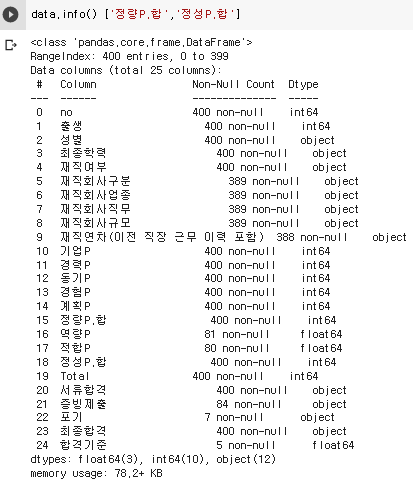 data.info() ['정량P.합','정성P.합']
<class 'pandas.core.frame.DataFrame'>
RangeIndex: 400 entries, 0 to 399
Data columns (total 25 columns):
 #   Column                 Non-Null Count  Dtype
---  ------                 --------------  -----
 0   no                     400 non-null    int64
 1   출생                   400 non-null    int64
 2   성별                   400 non-null    object
 3   최종학력               400 non-null    object
 4   재직여부               400 non-null    object
 5   재직회사구분           389 non-null    object
 6   재직회사업종           389 non-null    object
 7   재직회사직무           389 non-null    object
 8   재직회사규모           389 non-null    object
 9   재직연차(이전 직장 근무 이력 포함)  388 non-null    object
 10  기업P                  400 non-null    int64
 11  경력P                  400 non-null    int64
 12  동기P                  400 non-null    int64
 13  경험P                  400 non-null    int64
 14  계획P                  400 non-null    int64
 15  정량P.합               400 non-null    int64
 16  역량P                  81 non-null     float64
 17  적합P                  80 non-null     float64
 18  정성P.합               400 non-null    int64
 19  Total                  400 non-null    int64
 20  서류합격               400 non-null    object
 21  증빙제출               84 non-null     object
 22  포기                   7 non-null      object
 23  최종합격               400 non-null    object
 24  합격기준               5 non-null      float64
dtypes: float64(3), int64(10), object(12)
memory usage: 78.2+ KB